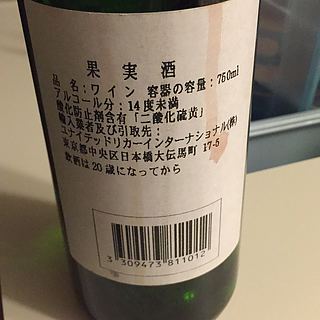 果実酒
品名：ワイン 容器の容量：750ml
アルコール分：14度未満
酸化防止剤含有「二酸化硫黄」
輸入業者及び引取先：
ユナイテッドリカーインターナショナル(株)
東京都中央区日本橋大伝馬町 17-5
飲酒は20歳になってから
3 309473 811012